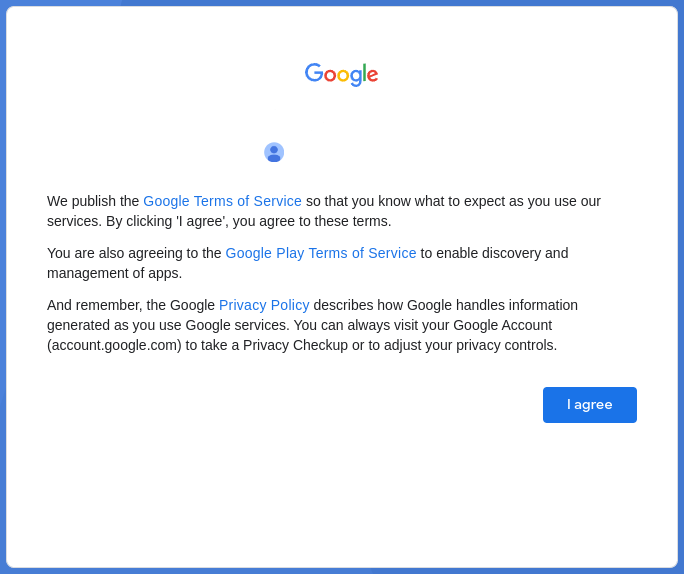 Google
We publish the Google Terms of Service so that you know what to expect as you use our
services. By clicking 'I agree', you agree to these terms.
You are also agreeing to the Google Play Terms of Service to enable discovery and
management of apps.
And remember, the Google Privacy Policy describes how Google handles information
generated as you use Google services. You can always visit your Google Account
(account.google.com) to take a Privacy Checkup or to adjust your privacy controls.
I agree